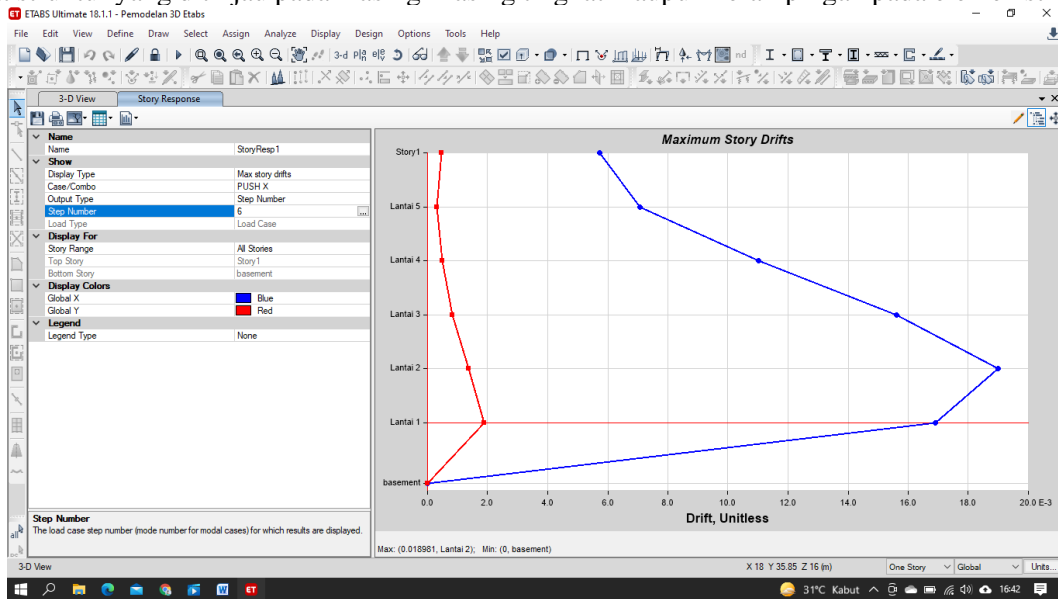 ETABS Ultimate 18.1.1 - Pemodelan 3D Etabs
File Edit View Define Draw Select Assign Analyze Display Design Options Tools Help
3-d
nd
3-D View Story Response
Name
Name StoryResp1
Show
Display Type Max story drifts
Case/Combo PUSH X
Output Type Step Number
Step Number 6 ...
Load Type Load Case
Display For
Story Range All Stories
Top Story Story1
Bottom Story basement
Display Colors
Global X Blue
Global Y Red
Legend
Legend Type None
Step Number
The load case step number (mode number for modal cases) for which results are displayed.
all
Maximum Story Drifts
Story1
Lantai 5
Lantai 4
Lantai 3
Lantai 2
Lantai 1
basement
0.0 2.0 4.0 6.0 8.0 10.0 12.0 14.0 16.0 18.0 20.0 E-3
Drift, Unitless
Max: (0.018981, Lantai 2); Min: (0, basement)
3-D View X 18 Y 35.85 Z 16 (m) One Story Global Units...
31°C Kabut 16:42